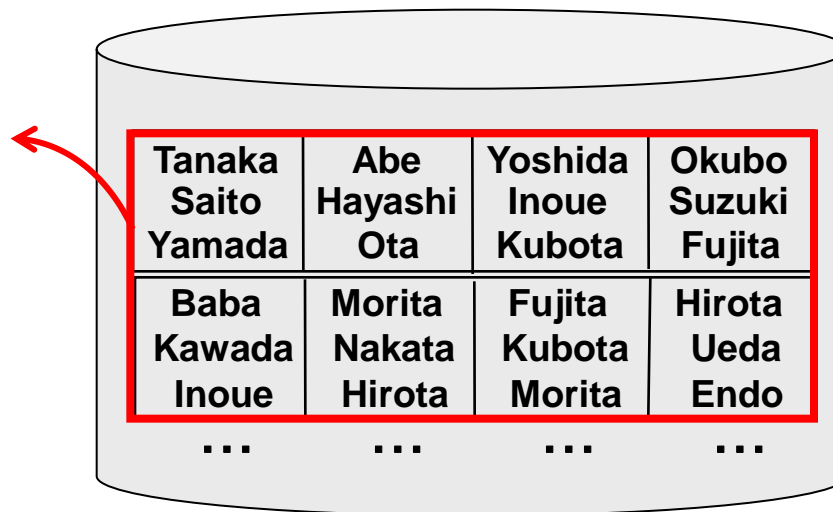 Tanaka Abe Yoshida Okubo
Saito Hayashi Inoue Suzuki
Yamada Ota Kubota Fujita
Baba Morita Fujita Hirota
Kawada Nakata Kubota Ueda
Inoue Hirota Morita Endo
... ... ... ...